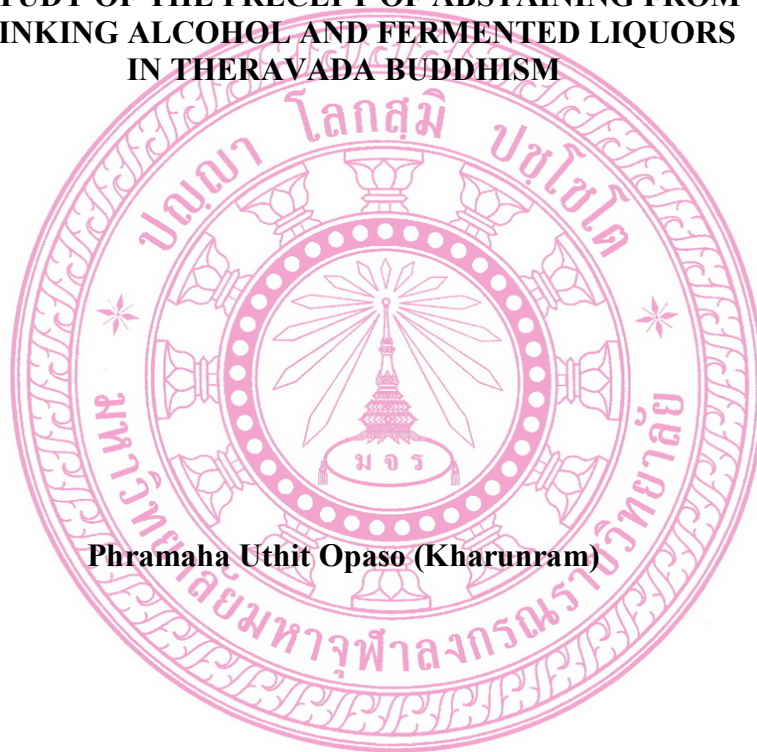 TUDY OF THE PRECEPT OF ABSTAINING FROM
INKING ALCOHOL AND FERMENTED LIQUORS
IN THERAVADA BUDDHISM
ปญฺญา โลกสฺมิ ปชฺโชโต
ม จ ร
Phramaha Uthit Opaso (Kharunram)
มหาวิทยาลัยมหาจุฬาลงกรณราชวิทยาลัย